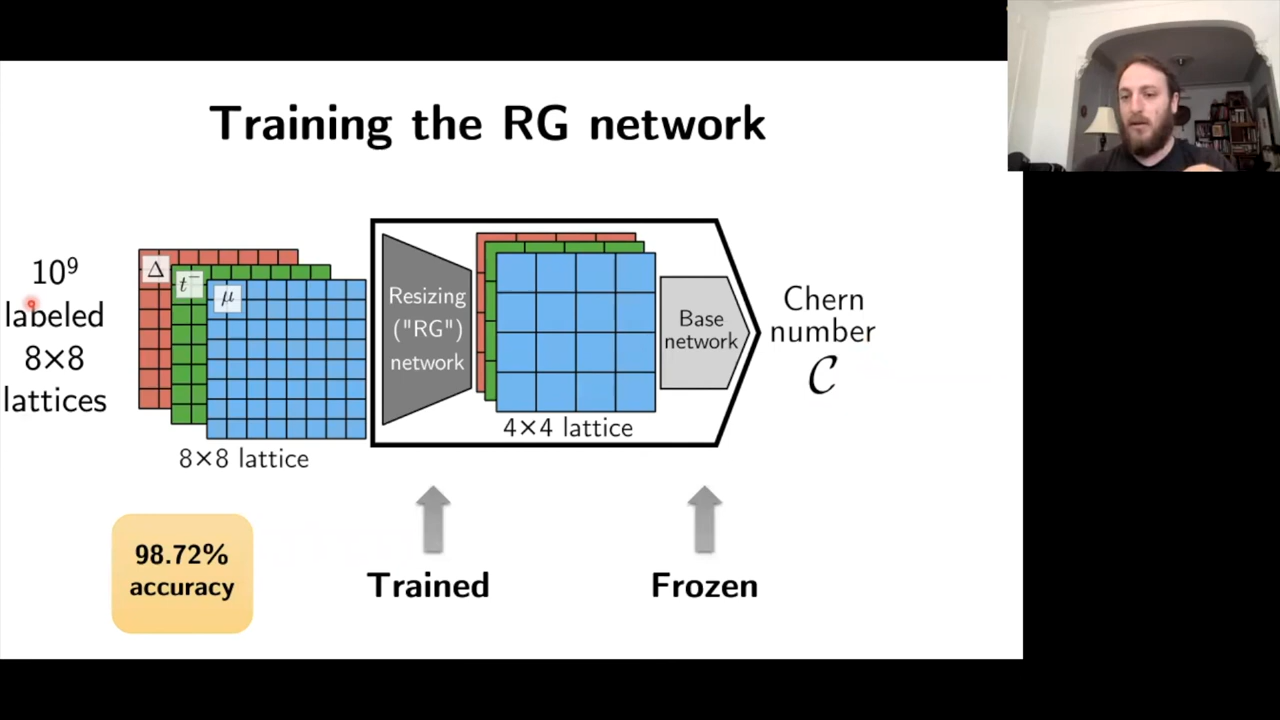 Training the RG network
10⁹
labeled
8×8
lattices
Δ
t⁻
μ
8×8 lattice
Resizing
("RG")
network
4×4 lattice
Base
network
Chern
number
𝒞
98.72%
accuracy
Trained
Frozen